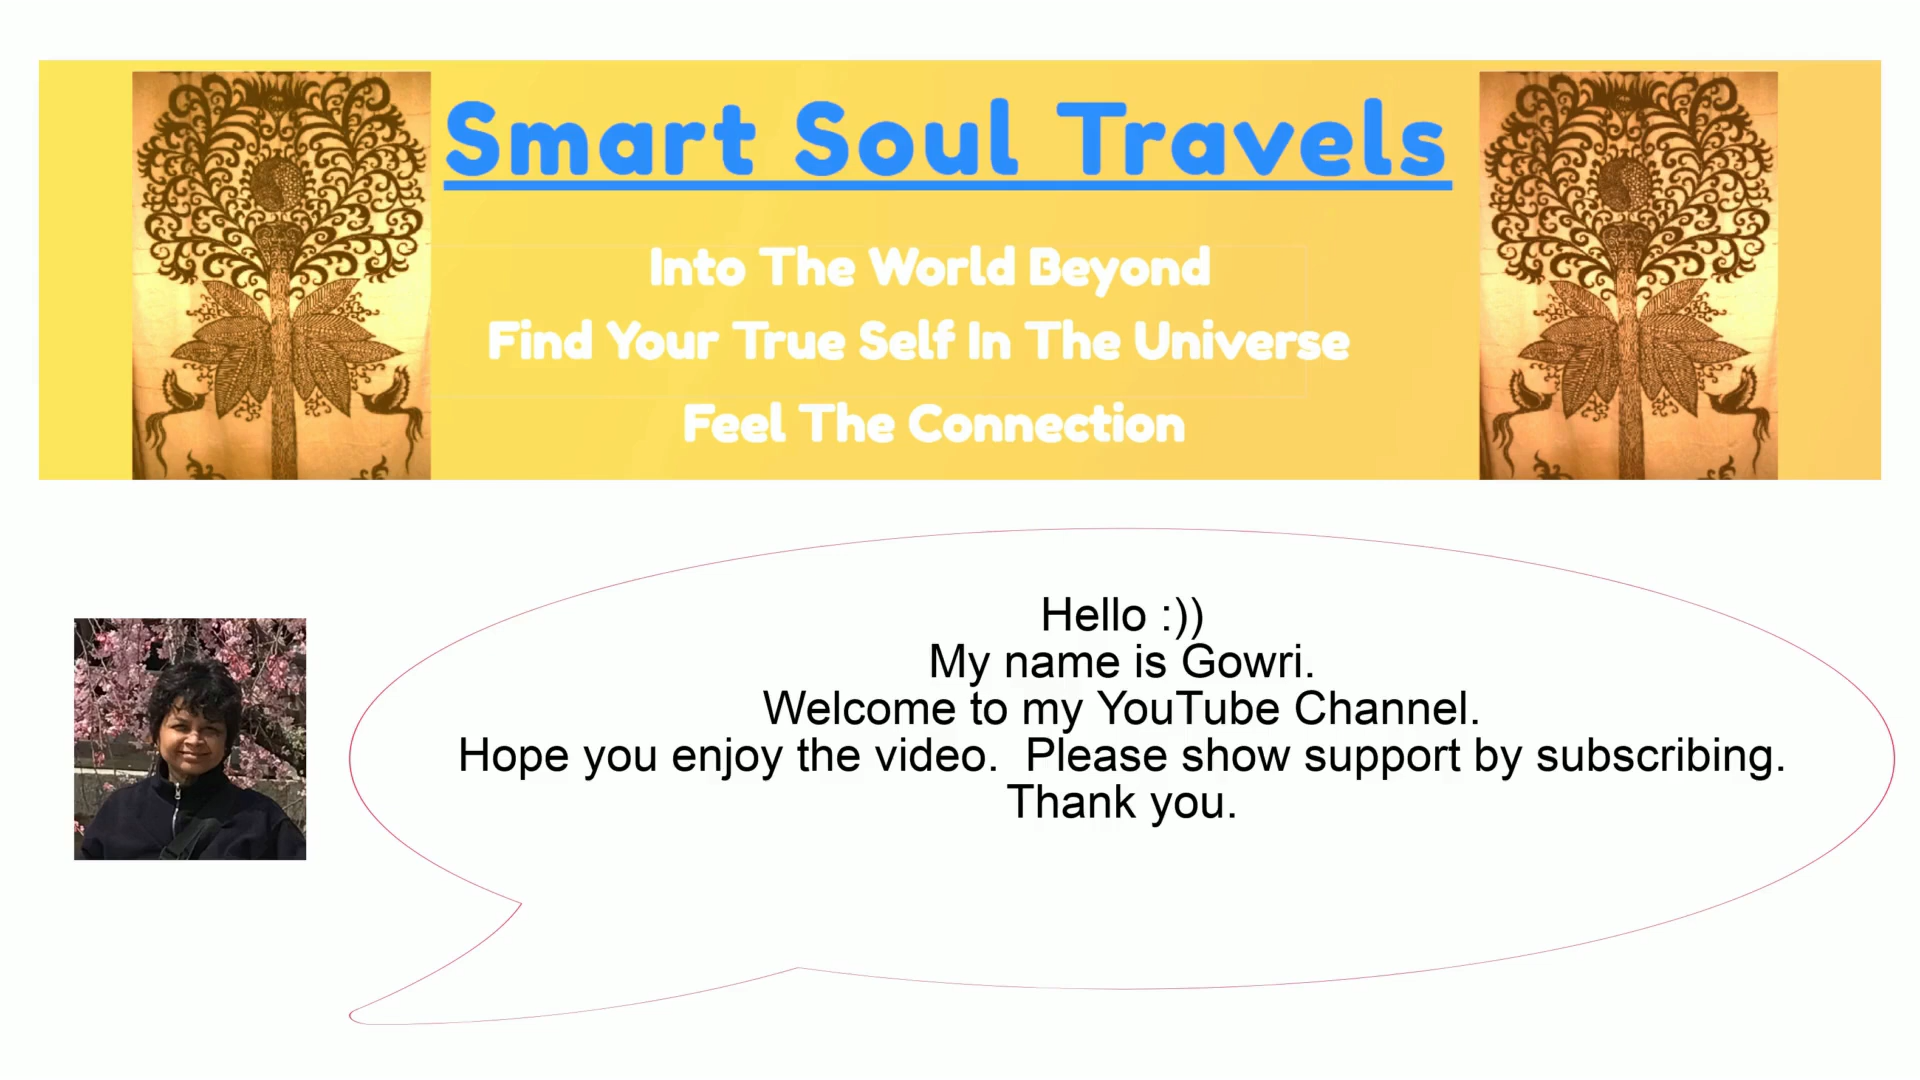 Smart Soul Travels
Into The World Beyond
Find Your True Self In The Universe
Feel The Connection
Hello :))
My name is Gowri.
Welcome to my YouTube Channel.
Hope you enjoy the video.  Please show support by subscribing.
Thank you.